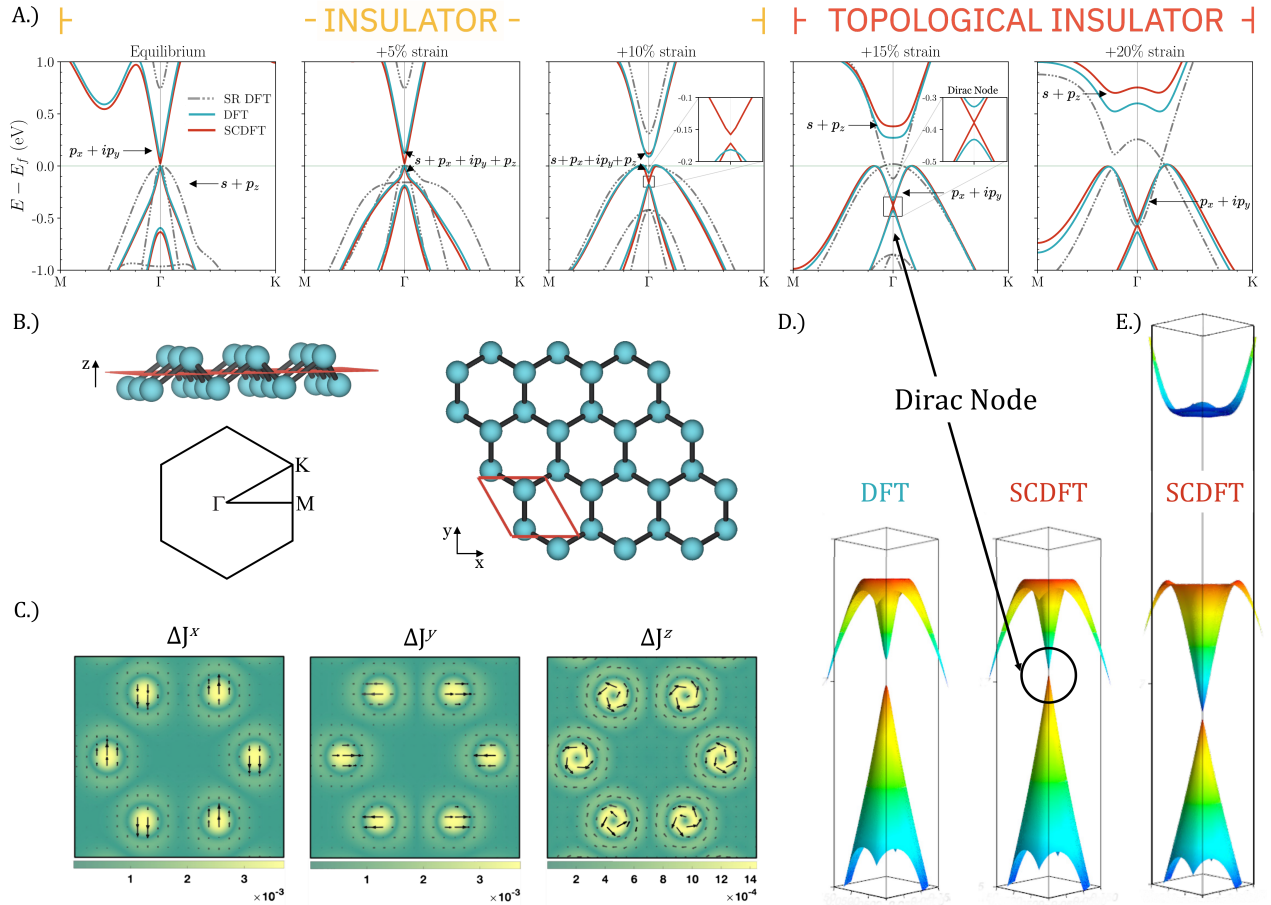 A.)
INSULATOR
TOPOLOGICAL INSULATOR
Equilibrium
+5% strain
+10% strain
+15% strain
+20% strain
E − E_f (eV)
1.0
0.5
0.0
-0.5
-1.0
SR DFT
DFT
SCDFT
p_x + ip_y
s + p_z
s + p_x + ip_y + p_z
s+p_x+ip_y+p_z
-0.1
-0.15
-0.2
s + p_z
p_x + ip_y
Dirac Node
-0.3
-0.4
-0.5
s + p_z
p_x + ip_y
M Γ K
M Γ K
M Γ K
M Γ K
M Γ K
B.)
z
K
Γ
M
y
x
D.)
E.)
Dirac Node
DFT
SCDFT
SCDFT
C.)
ΔJ^x
ΔJ^y
ΔJ^z
1 2 3
×10^-3
1 2 3
×10^-3
2 4 6 8 10 12 14
×10^-4